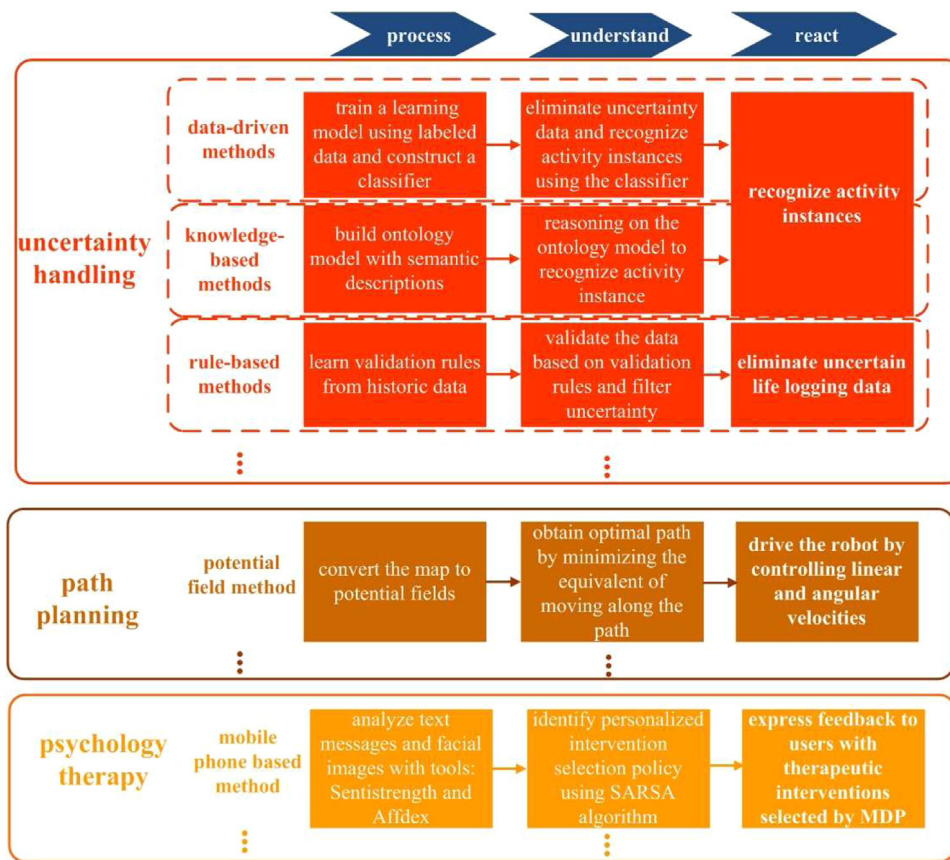 process
understand
react
uncertainty
handling
data-driven
methods
train a learning
model using labeled
data and construct a
classifier
eliminate uncertainty
data and recognize
activity instances
using the classifier
recognize activity
instances
knowledge-
based methods
build ontology
model with semantic
descriptions
reasoning on the
ontology model to
recognize activity
instance
rule-based
methods
learn validation rules
from historic data
validate the data
based on validation
rules and filter
uncertainty
eliminate uncertain
life logging data
path
planning
potential
field method
convert the map to
potential fields
obtain optimal path
by minimizing the
equivalent of
moving along the
path
drive the robot by
controlling linear
and angular
velocities
psychology
therapy
mobile
phone based
method
analyze text
messages and facial
images with tools:
Sentistrength and
Affdex
identify personalized
intervention
selection policy
using SARSA
algorithm
express feedback to
users with
therapeutic
interventions
selected by MDP